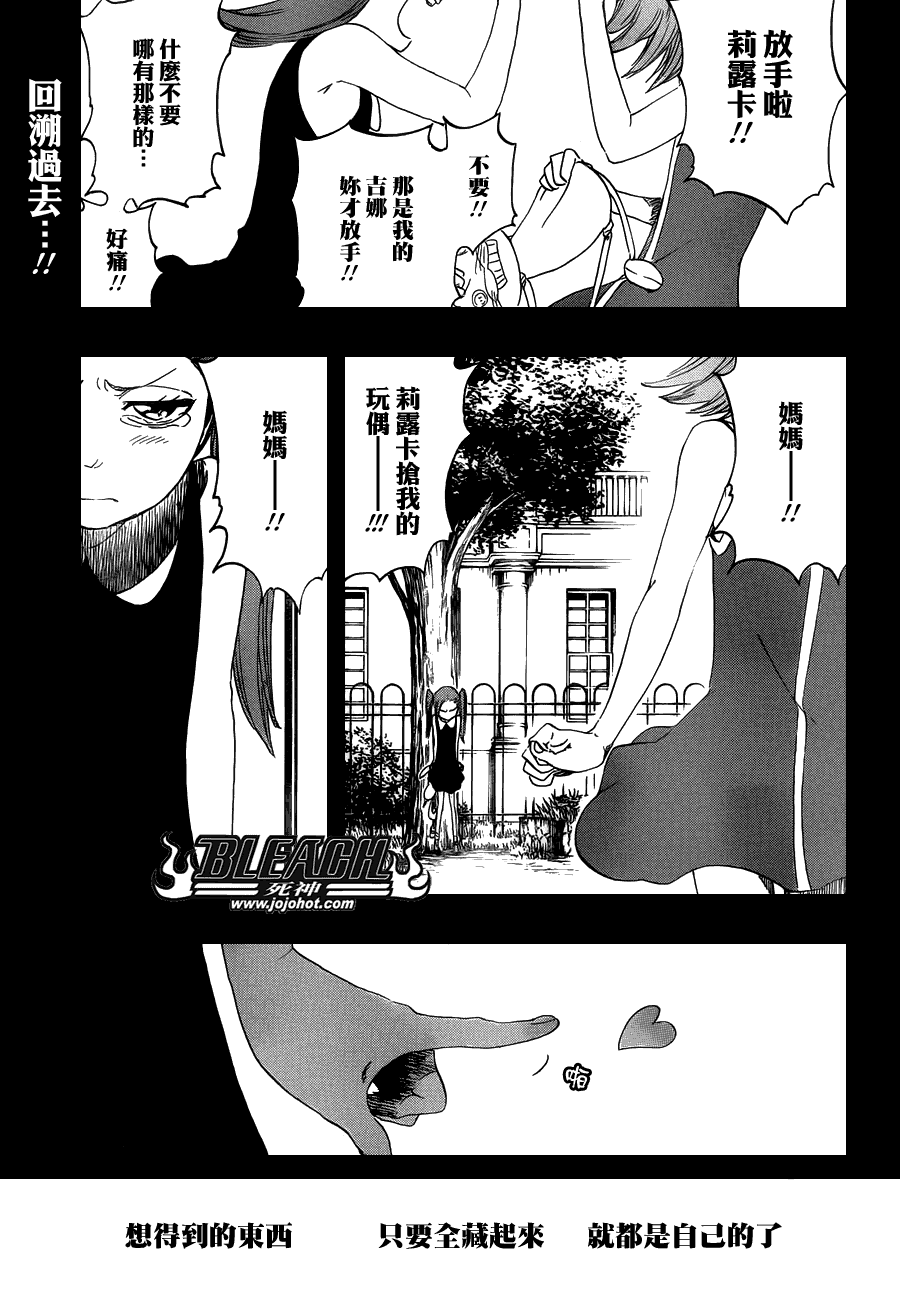 放手啦
莉露卡!!
不要!!
那是我的
吉娜
妳才放手!!
什麼不要
哪有那樣的…
好痛!!
回溯過去…!!
媽媽——!!
莉露卡搶我的
玩偶——!!!
媽媽——!!
BLEACH
死神
www.jojohot.com
啪
想得到的東西 只要全藏起來 就都是自己的了